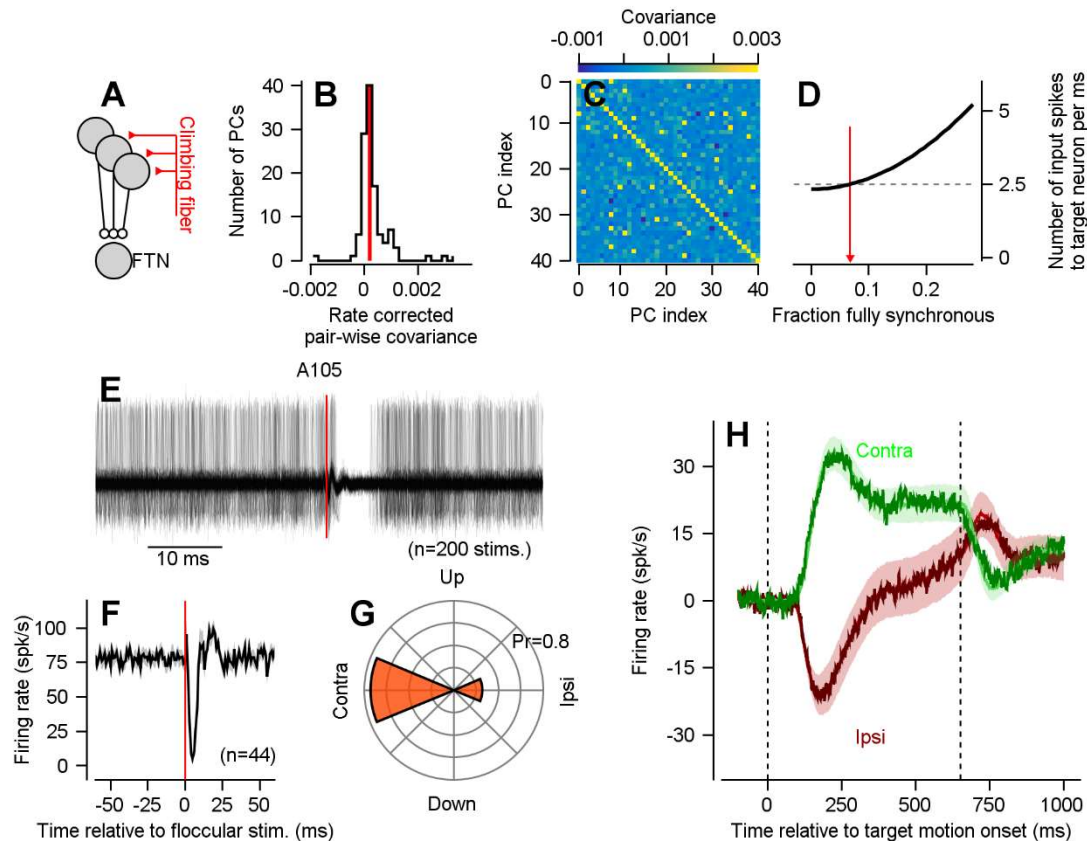 A
Climbing fiber
FTN
B
Number of PCs
40
30
20
10
0
-0.002
0
0.002
Rate corrected
pair-wise covariance
Covariance
-0.001
0.001
0.003
C
PC index
0
10
20
30
40
0
10
20
30
40
PC index
D
5
2.5
0
Number of input spikes
to target neuron per ms
0
0.1
0.2
Fraction fully synchronous
E
A105
10 ms
(n=200 stims.)
F
Firing rate (spk/s)
100
75
50
25
0
(n=44)
-50
-25
0
25
50
Time relative to floccular stim. (ms)
G
Up
Pr=0.8
Contra
Ipsi
Down
H
Contra
Ipsi
Firing rate (spk/s)
30
15
0
-15
-30
0
250
500
750
1000
Time relative to target motion onset (ms)